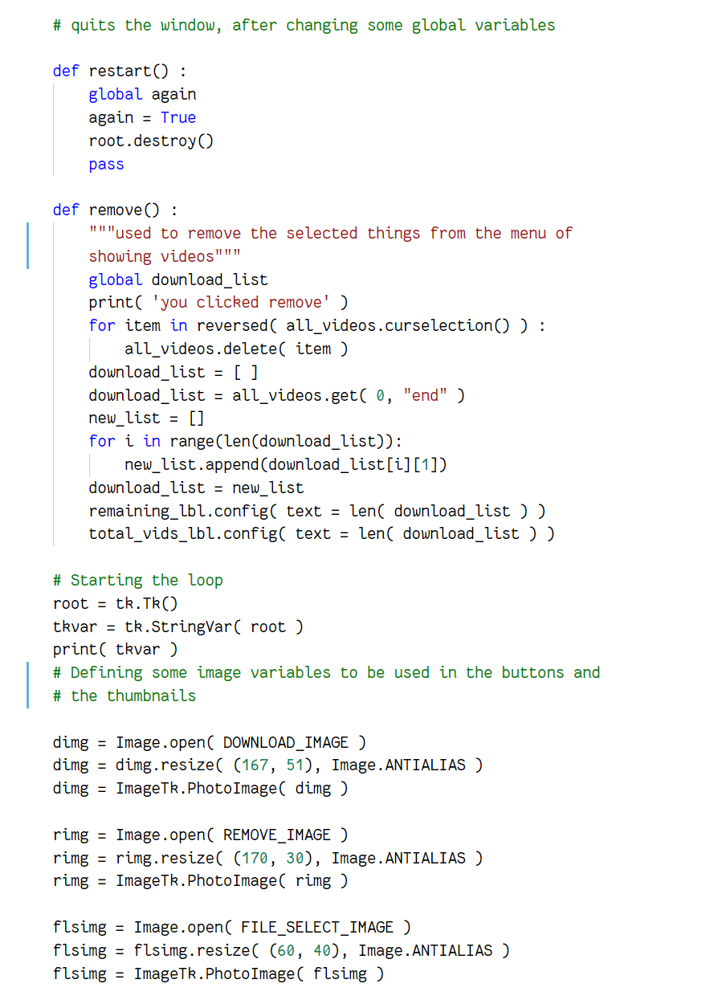 # quits the window, after changing some global variables
def restart() :
global again
again = True
root.destroy()
pass
def remove() :
"""used to remove the selected things from the menu of
showing videos"""
global download_list
print( 'you clicked remove' )
for item in reversed( all_videos.curselection() ) :
all_videos.delete( item )
download_list = [ ]
download_list = all_videos.get( 0, "end" )
new_list = []
for i in range(len(download_list)):
new_list.append(download_list[i][1])
download_list = new_list
remaining_lbl.config( text = len( download_list ) )
total_vids_lbl.config( text = len( download_list ) )
# Starting the loop
root = tk.Tk()
tkvar = tk.StringVar( root )
print( tkvar )
# Defining some image variables to be used in the buttons and
# the thumbnails
dimg = Image.open( DOWNLOAD_IMAGE )
dimg = dimg.resize( (167, 51), Image.ANTIALIAS )
dimg = ImageTk.PhotoImage( dimg )
rimg = Image.open( REMOVE_IMAGE )
rimg = rimg.resize( (170, 30), Image.ANTIALIAS )
rimg = ImageTk.PhotoImage( rimg )
flsimg = Image.open( FILE_SELECT_IMAGE )
flsimg = flsimg.resize( (60, 40), Image.ANTIALIAS )
flsimg = ImageTk.PhotoImage( flsimg )